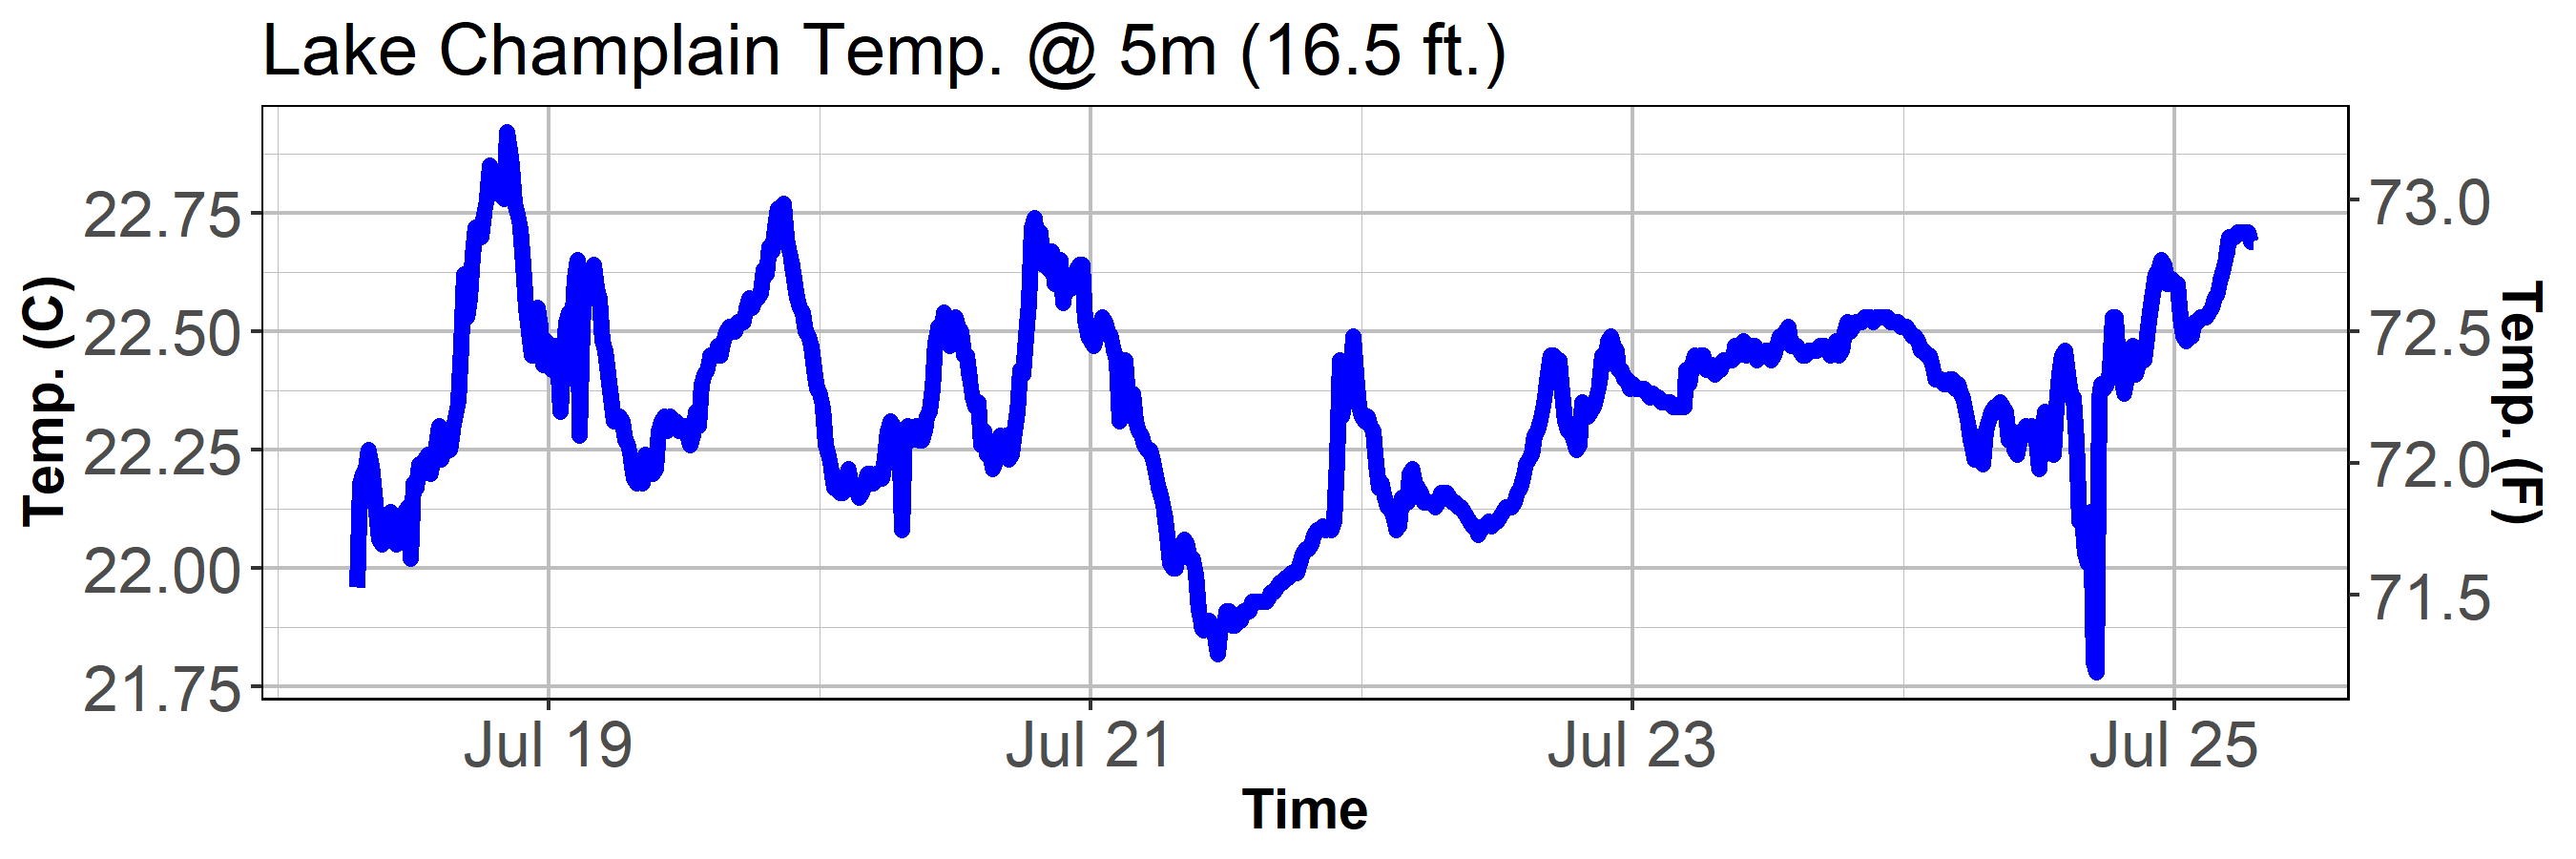 Lake Champlain Temp. @ 5m (16.5 ft.)
Temp. (C)
22.75
22.50
22.25
22.00
21.75
73.0
72.5
72.0
71.5
Temp. (F)
Jul 19 Jul 21 Jul 23 Jul 25
Time